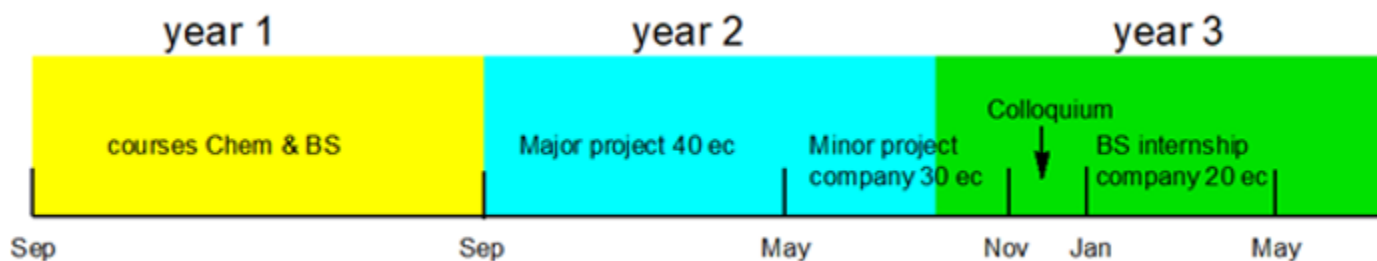 year 1
year 2
year 3
Colloquium
courses Chem & BS
Major project 40 ec
Minor project
company 30 ec
BS internship
company 20 ec
Sep
Sep
May
Nov
Jan
May